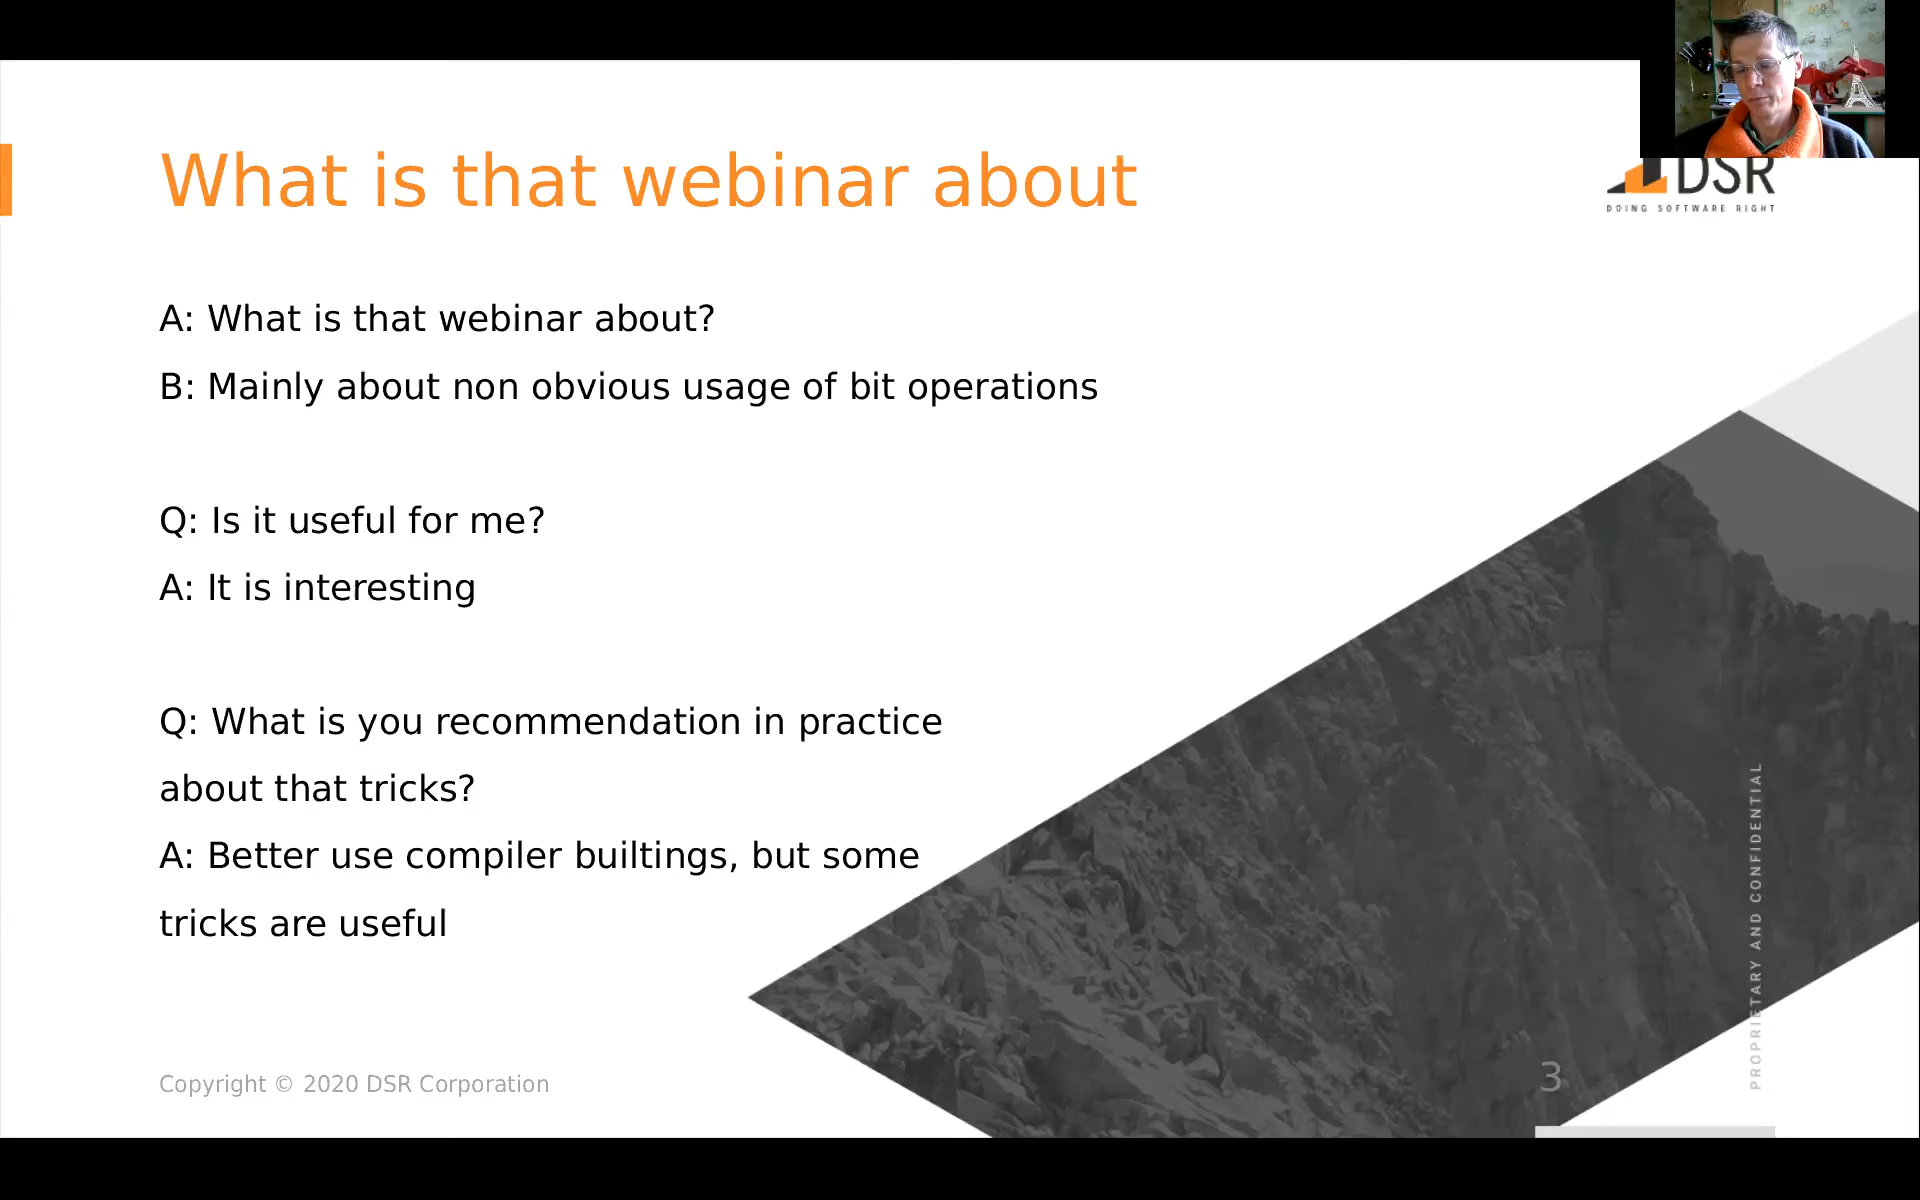 What is that webinar about
DSR
DOING SOFTWARE RIGHT
A: What is that webinar about?
B: Mainly about non obvious usage of bit operations
Q: Is it useful for me?
A: It is interesting
Q: What is you recommendation in practice
about that tricks?
A: Better use compiler builtings, but some
tricks are useful
PROPRIETARY AND CONFIDENTIAL
Copyright © 2020 DSR Corporation
3